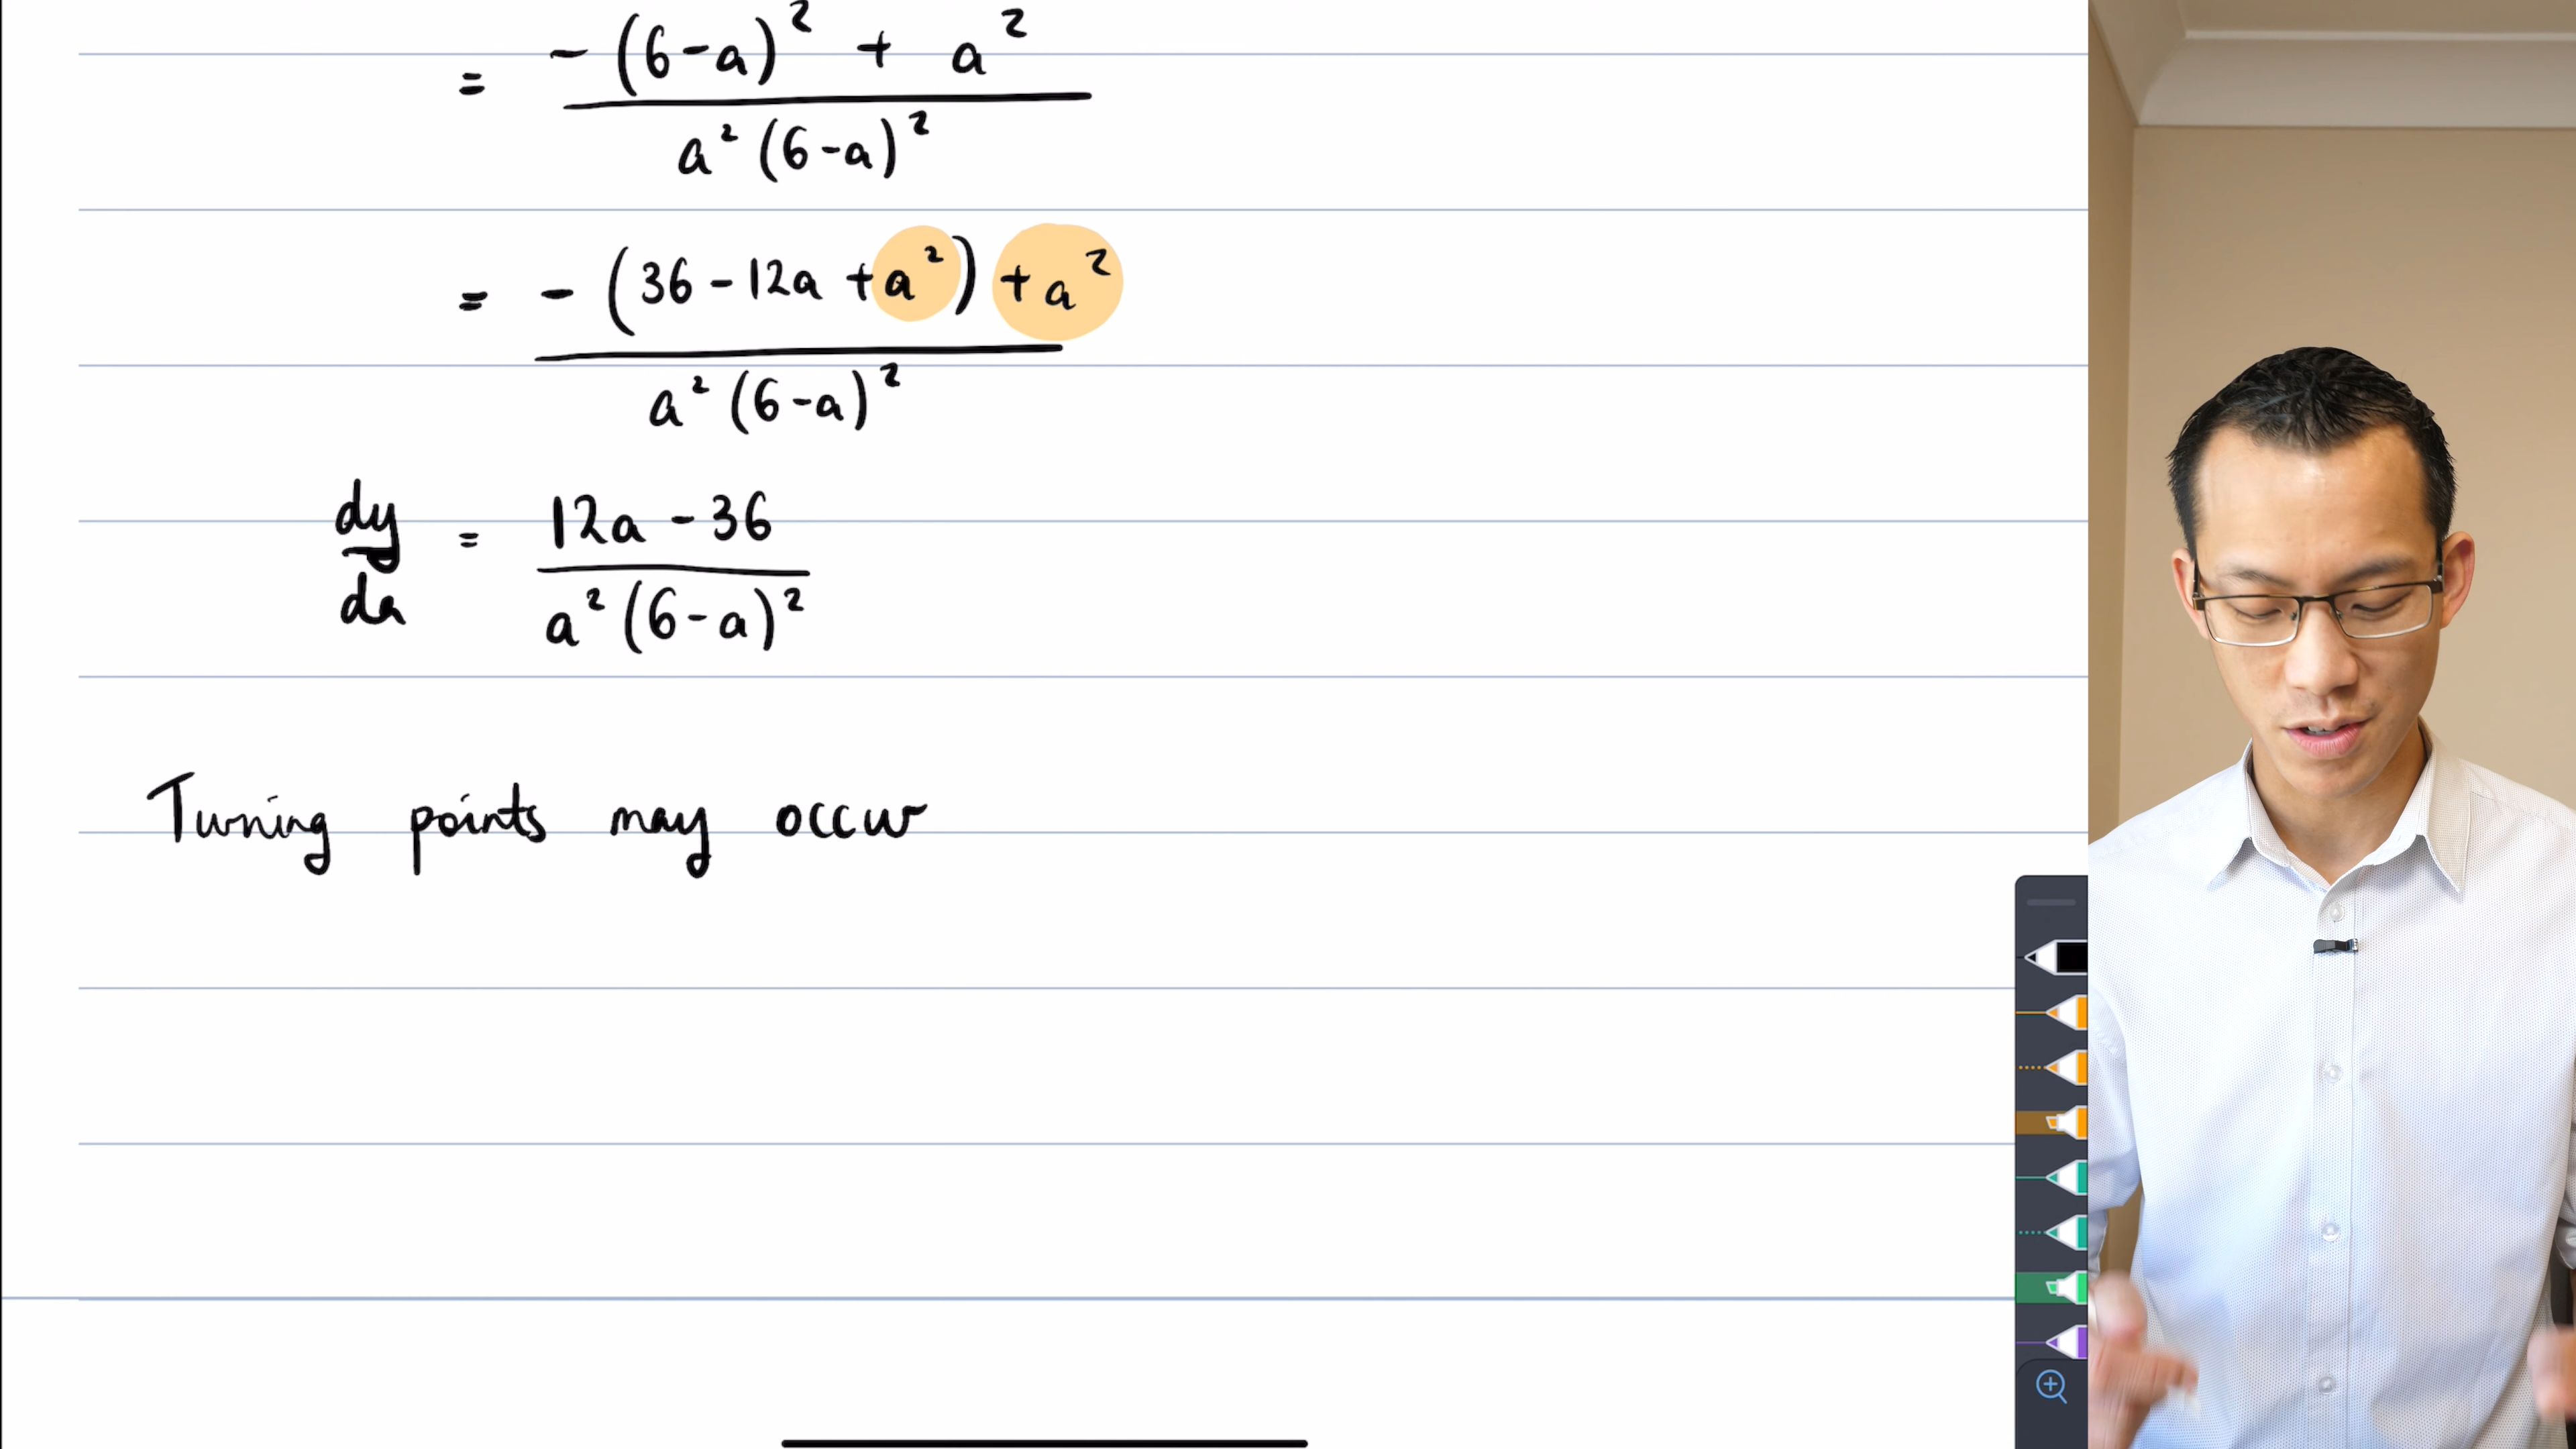 = -(6-a)² + a² / a²(6-a)²
= -(36-12a+a²)+a² / a²(6-a)²
dy/da = 12a-36 / a²(6-a)²
Turning points may occur